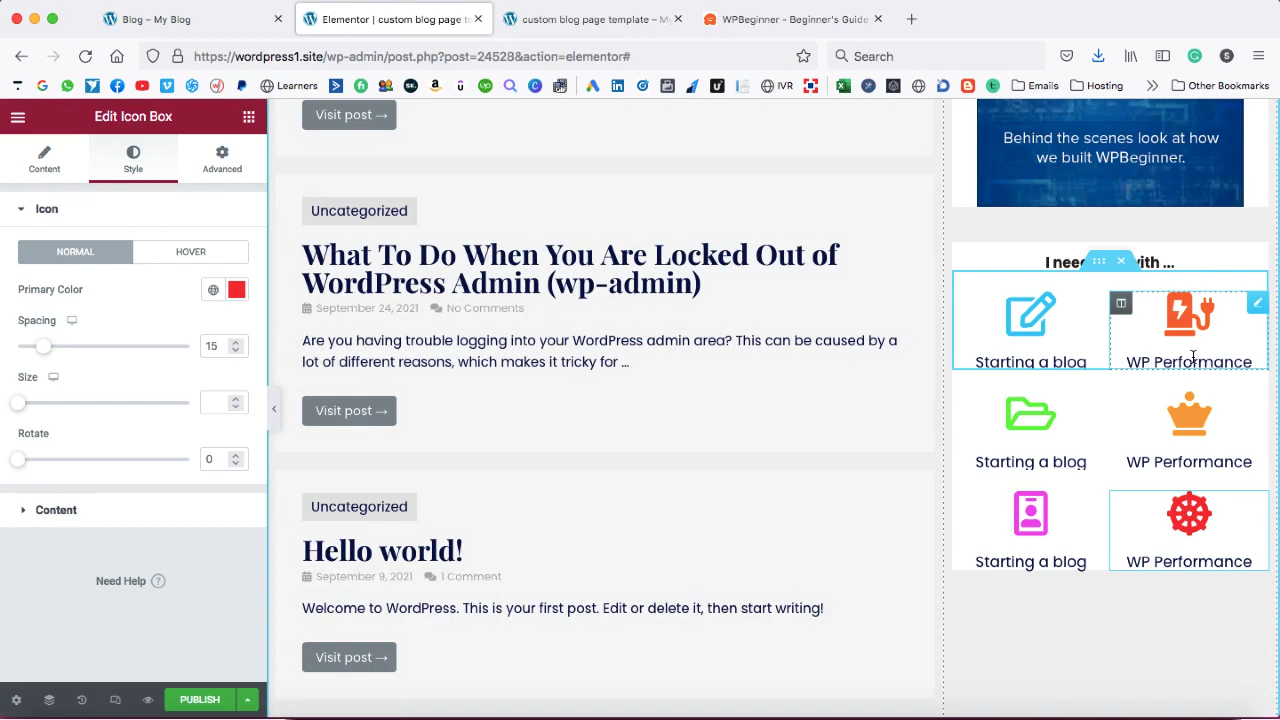 Blog – My Blog
Elementor | custom blog page te
custom blog page template – My
WPBeginner - Beginner's Guide
https://wordpress1.site/wp-admin/post.php?post=24528&action=elementor#
Search
Learners
IVR
Emails
Hosting
Other Bookmarks
Edit Icon Box
Content
Style
Advanced
Icon
NORMAL
HOVER
Primary Color
Spacing
15
Size
Rotate
0
Content
Need Help
PUBLISH
Visit post →
Uncategorized
What To Do When You Are Locked Out of
WordPress Admin (wp-admin)
September 24, 2021 No Comments
Are you having trouble logging into your WordPress admin area? This can be caused by a
lot of different reasons, which makes it tricky for ...
Visit post →
Uncategorized
Hello world!
September 9, 2021 1 Comment
Welcome to WordPress. This is your first post. Edit or delete it, then start writing!
Visit post →
Behind the scenes look at how
we built WPBeginner.
I need with ...
Starting a blog
WP Performance
Starting a blog
WP Performance
Starting a blog
WP Performance